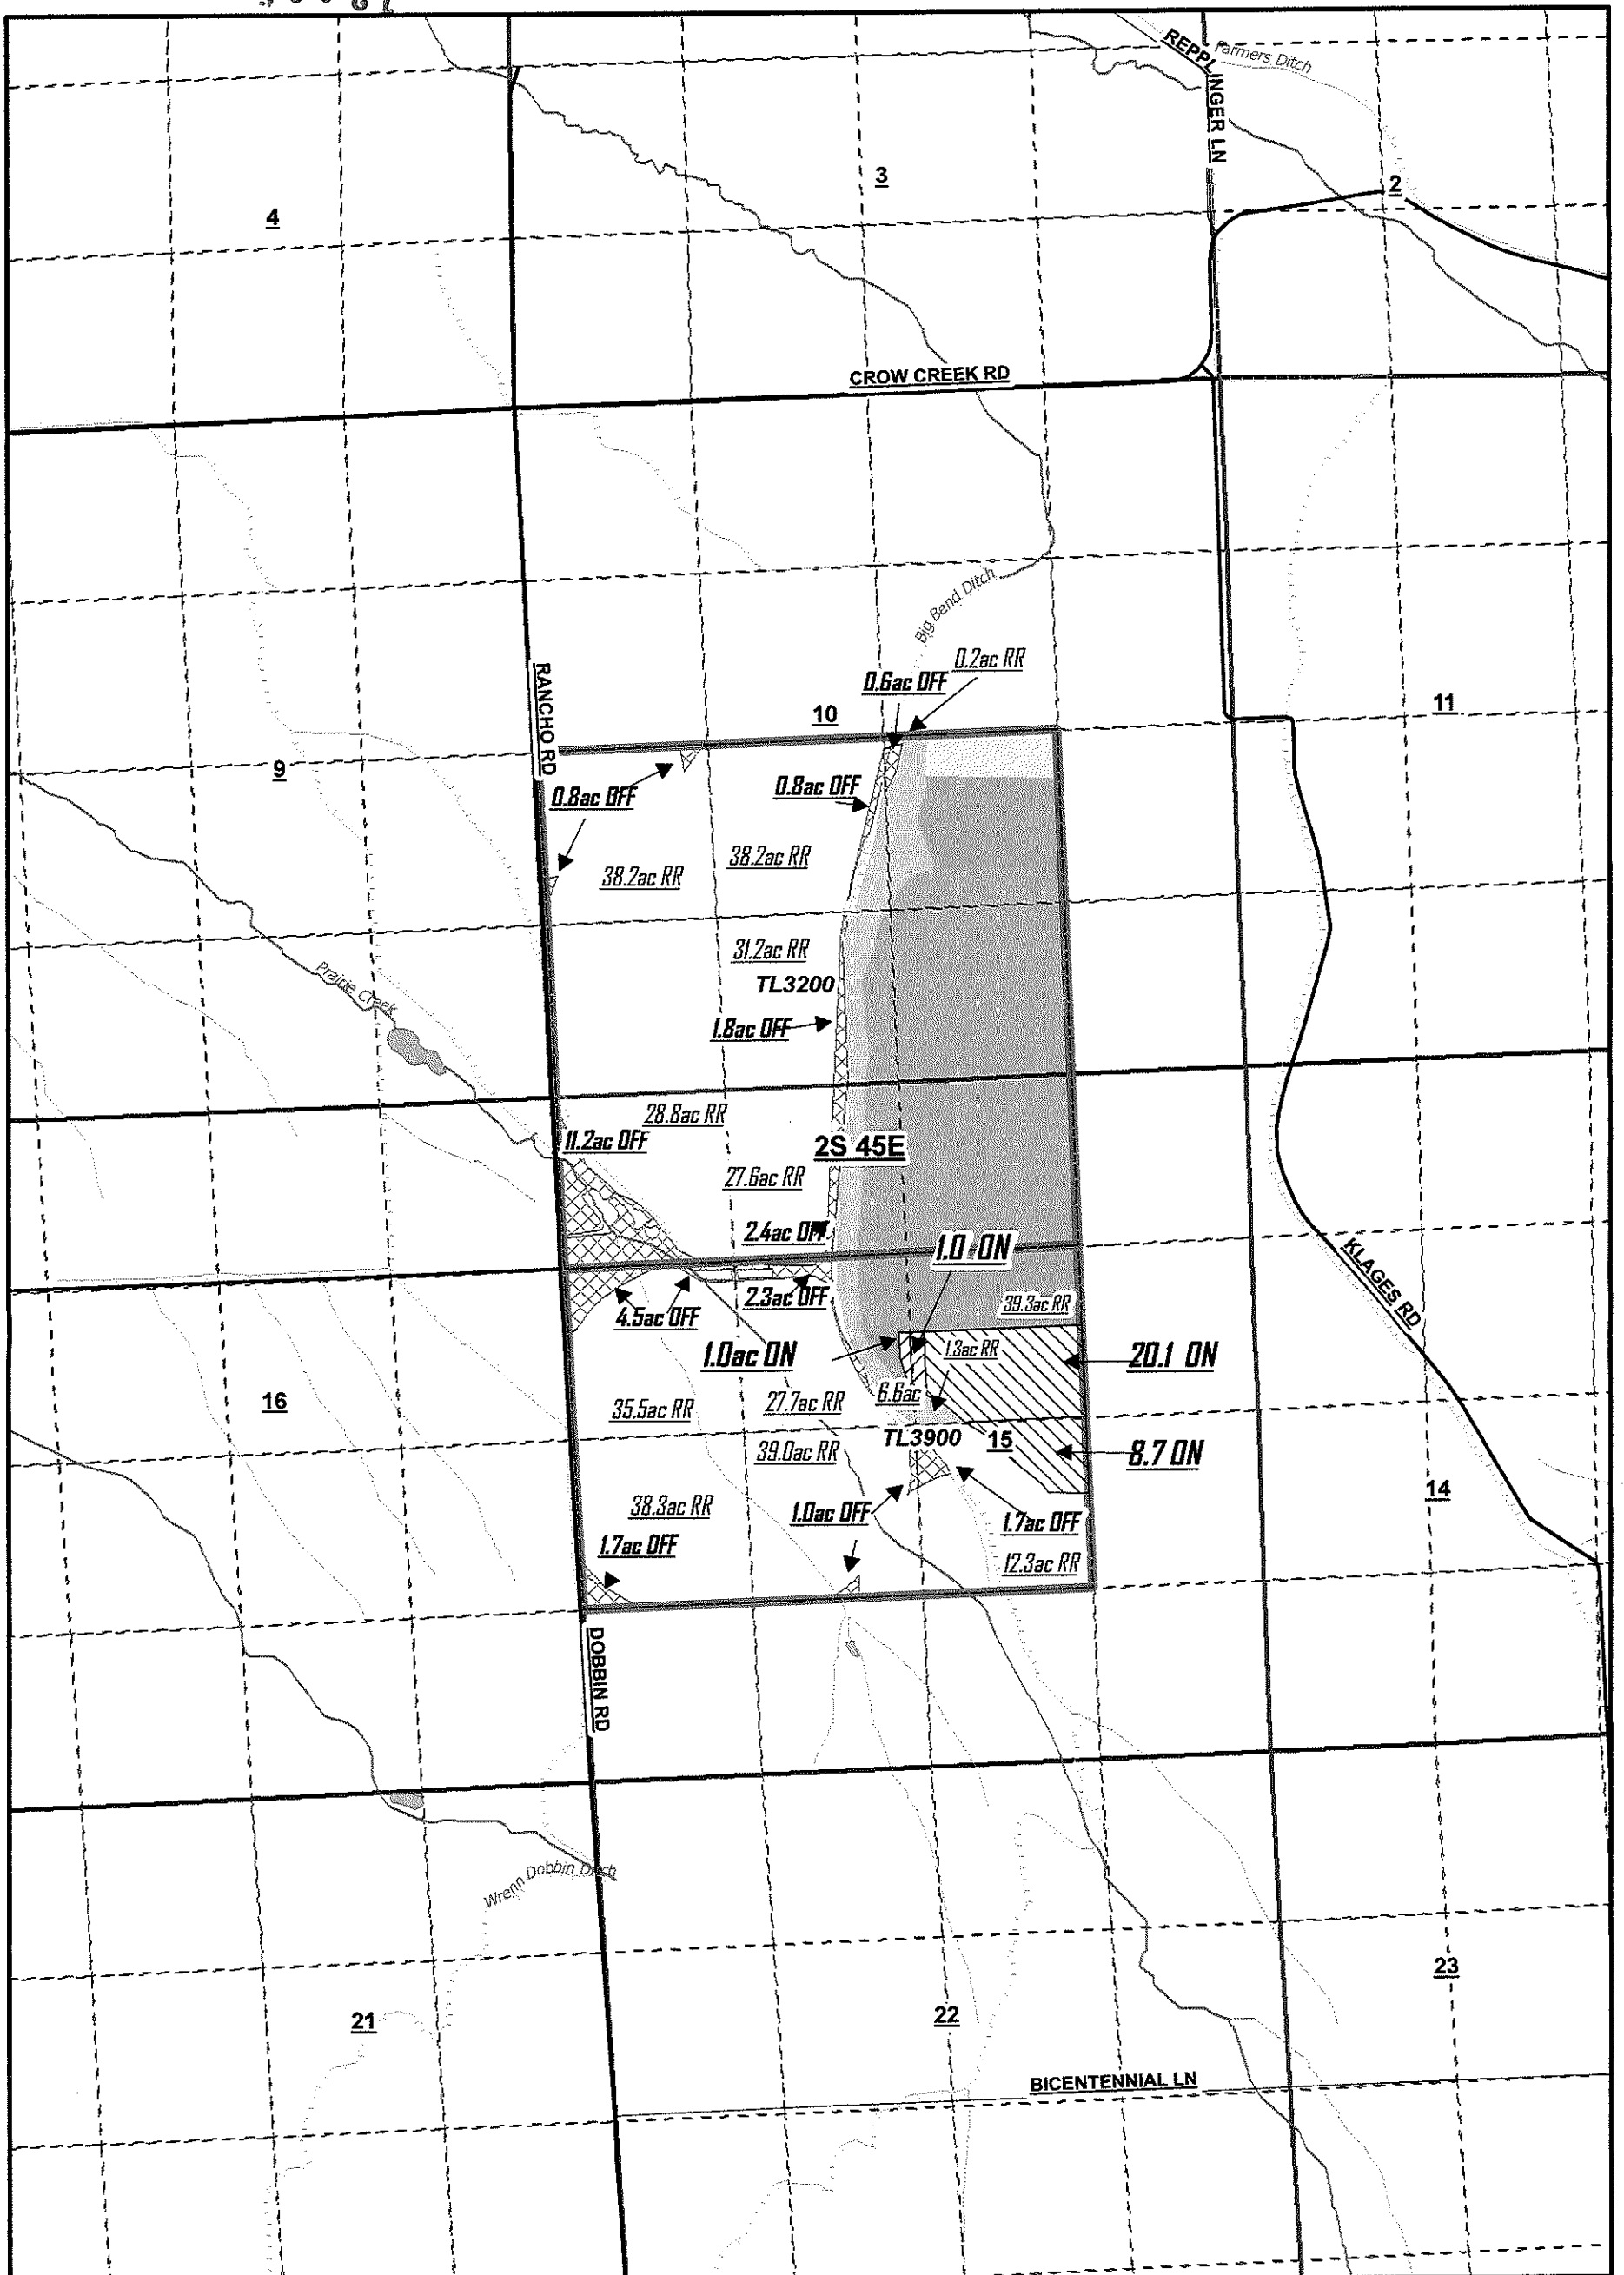 REPPLINGER LN
Farmers Ditch
3
2
4
CROW CREEK RD
Big Bend Ditch
0.2ac RR
0.6ac OFF
RANCHO RD
10
11
9
0.8ac OFF
0.8ac OFF
38.2ac RR
38.2ac RR
31.2ac RR
Prairie Creek
TL3200
1.8ac OFF
28.8ac RR
11.2ac OFF
2S 45E
27.6ac RR
2.4ac OFF
1.0 ON
KLAGES RD
2.3ac OFF
39.3ac RR
4.5ac OFF
1.0ac ON
1.3ac RR
20.1 ON
6.6ac
16
35.5ac RR
27.7ac RR
TL3900
15
39.0ac RR
8.7 ON
14
38.3ac RR
1.0ac OFF
1.7ac OFF
1.7ac OFF
12.3ac RR
DOBBIN RD
Wrenn Dobbin Ditch
23
21
22
BICENTENNIAL LN